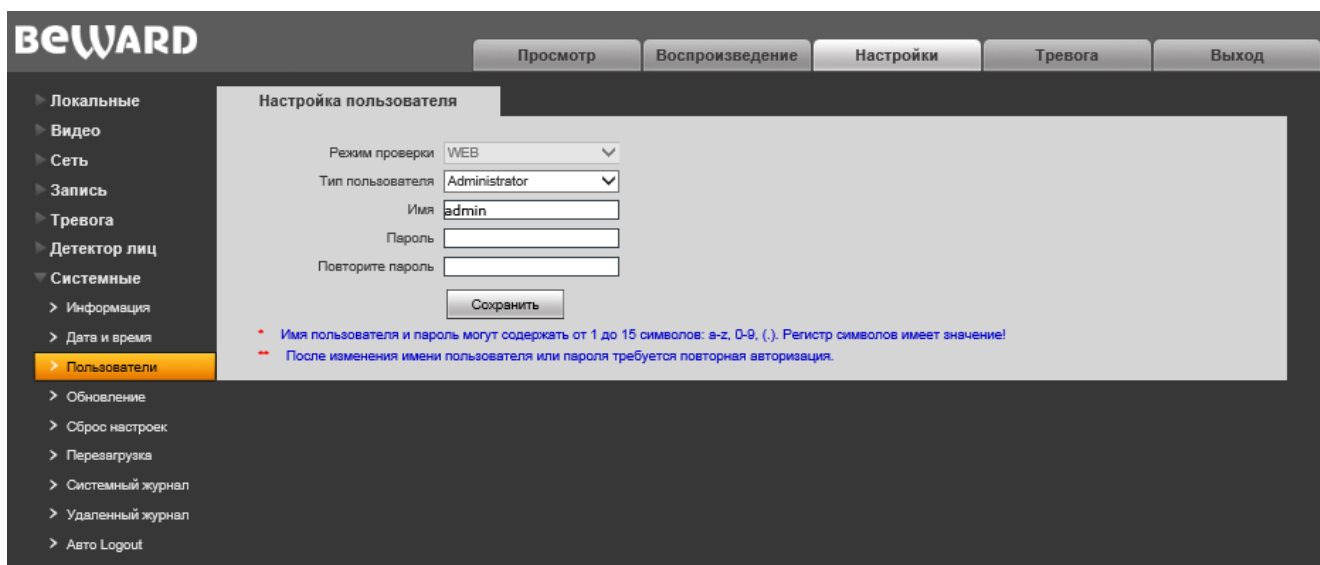 BEWARD
Просмотр Воспроизведение Настройки Тревога Выход
Локальные
Видео
Сеть
Запись
Тревога
Детектор лиц
Системные
> Информация
> Дата и время
> Пользователи
> Обновление
> Сброс настроек
> Перезагрузка
> Системный журнал
> Удаленный журнал
> Авто Logout
Настройка пользователя
Режим проверки WEB
Тип пользователя Administrator
Имя admin
Пароль
Повторите пароль
Сохранить
* Имя пользователя и пароль могут содержать от 1 до 15 символов: a-z, 0-9, (.). Регистр символов имеет значение!
** После изменения имени пользователя или пароля требуется повторная авторизация.